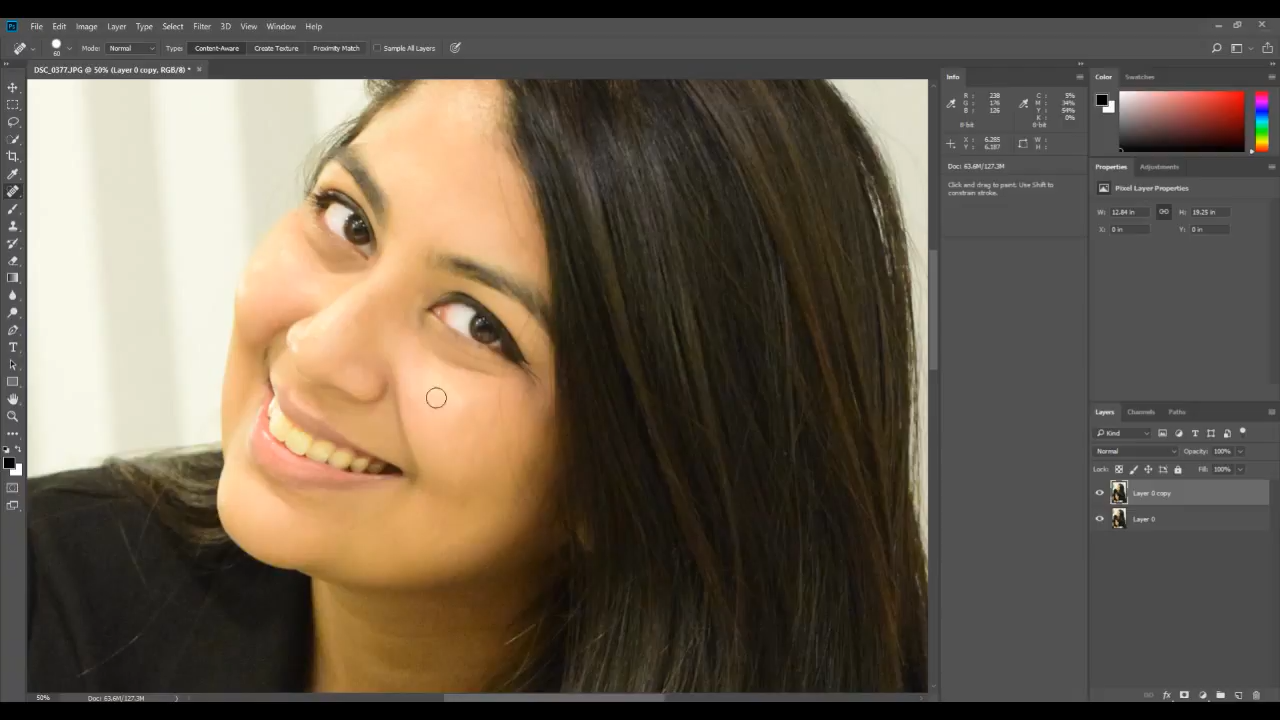 Ps File Edit Image Layer Type Select Filter 3D View Window Help
60 Mode: Normal Type: Content-Aware Create Texture Proximity Match Sample All Layers
DSC_0377.JPG @ 50% (Layer 0 copy, RGB/8) * ×
Info
R : 238 C : 5%
G : 176 M : 34%
B : 126 Y : 54%
K : 0%
8-bit 8-bit
X : 6.285 W :
Y : 6.187 H :
Doc: 63.6M/127.3M
Click and drag to paint. Use Shift to
constrain stroke.
Color Swatches
Properties Adjustments
Pixel Layer Properties
W: 12.84 in H: 19.25 in
X: 0 in Y: 0 in
Layers Channels Paths
Kind
Normal Opacity: 100%
Lock: Fill: 100%
Layer 0 copy
Layer 0
50% Doc: 63.6M/127.3M
fx